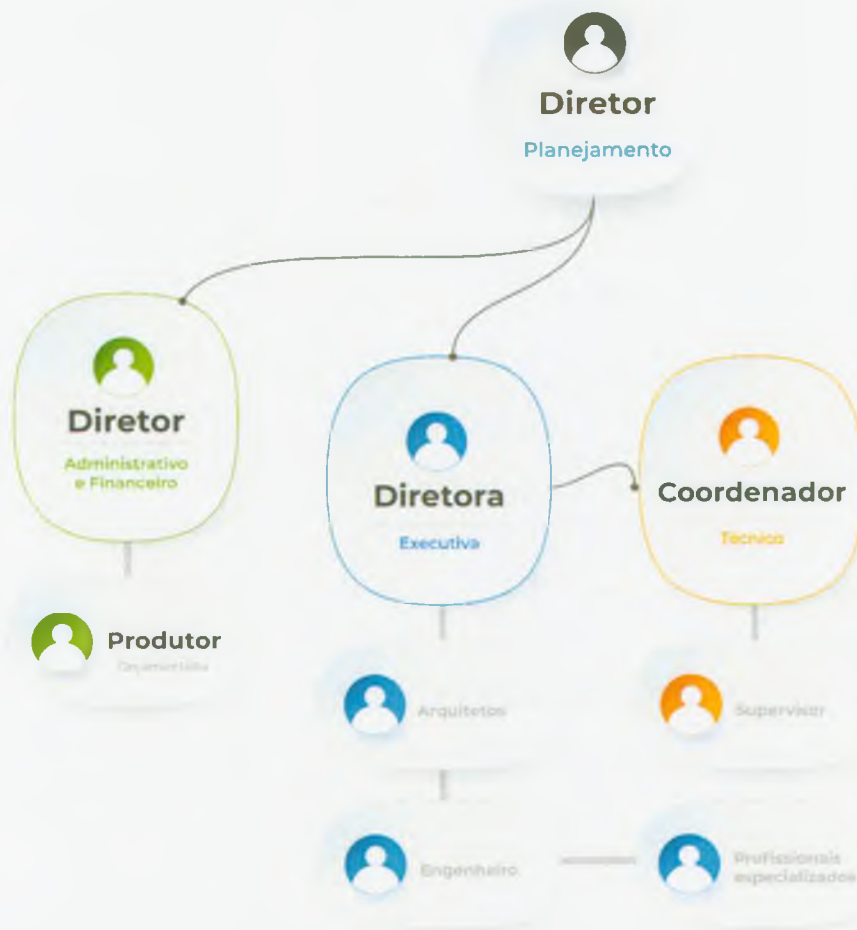 Diretor
Planejamento
Diretor
Administrativo
e Financeiro
Diretora
Executiva
Coordenador
Técnico
Produtor
Arquitetos
Supervisor
Engenheiro
Profissionais
especializados